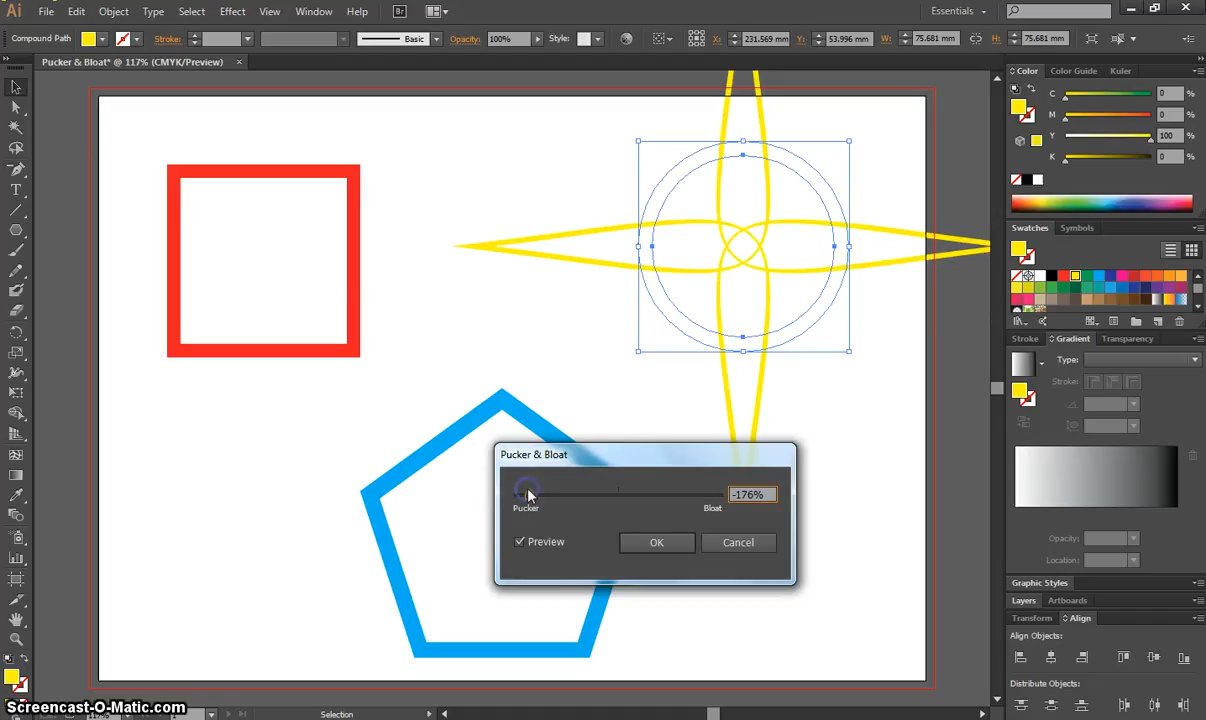 Ai File Edit Object Type Select Effect View Window Help Br Essentials
Compound Path Stroke: Basic Opacity: 100% Style: X: 231.569 mm Y: 53.996 mm W: 75.681 mm H: 75.681 mm
Pucker & Bloat* @ 117% (CMYK/Preview) ×
Color Color Guide Kuler
C 0 %
M 0 %
Y 100 %
K 0 %
Swatches Symbols
Stroke Gradient Transparency
Type:
Stroke:
Opacity:
Location:
Graphic Styles
Layers Artboards
Transform Align
Align Objects:
Distribute Objects:
Pucker & Bloat
-176%
Pucker Bloat
Preview OK Cancel
Screencast-O-Matic.com
117% 1 Selection